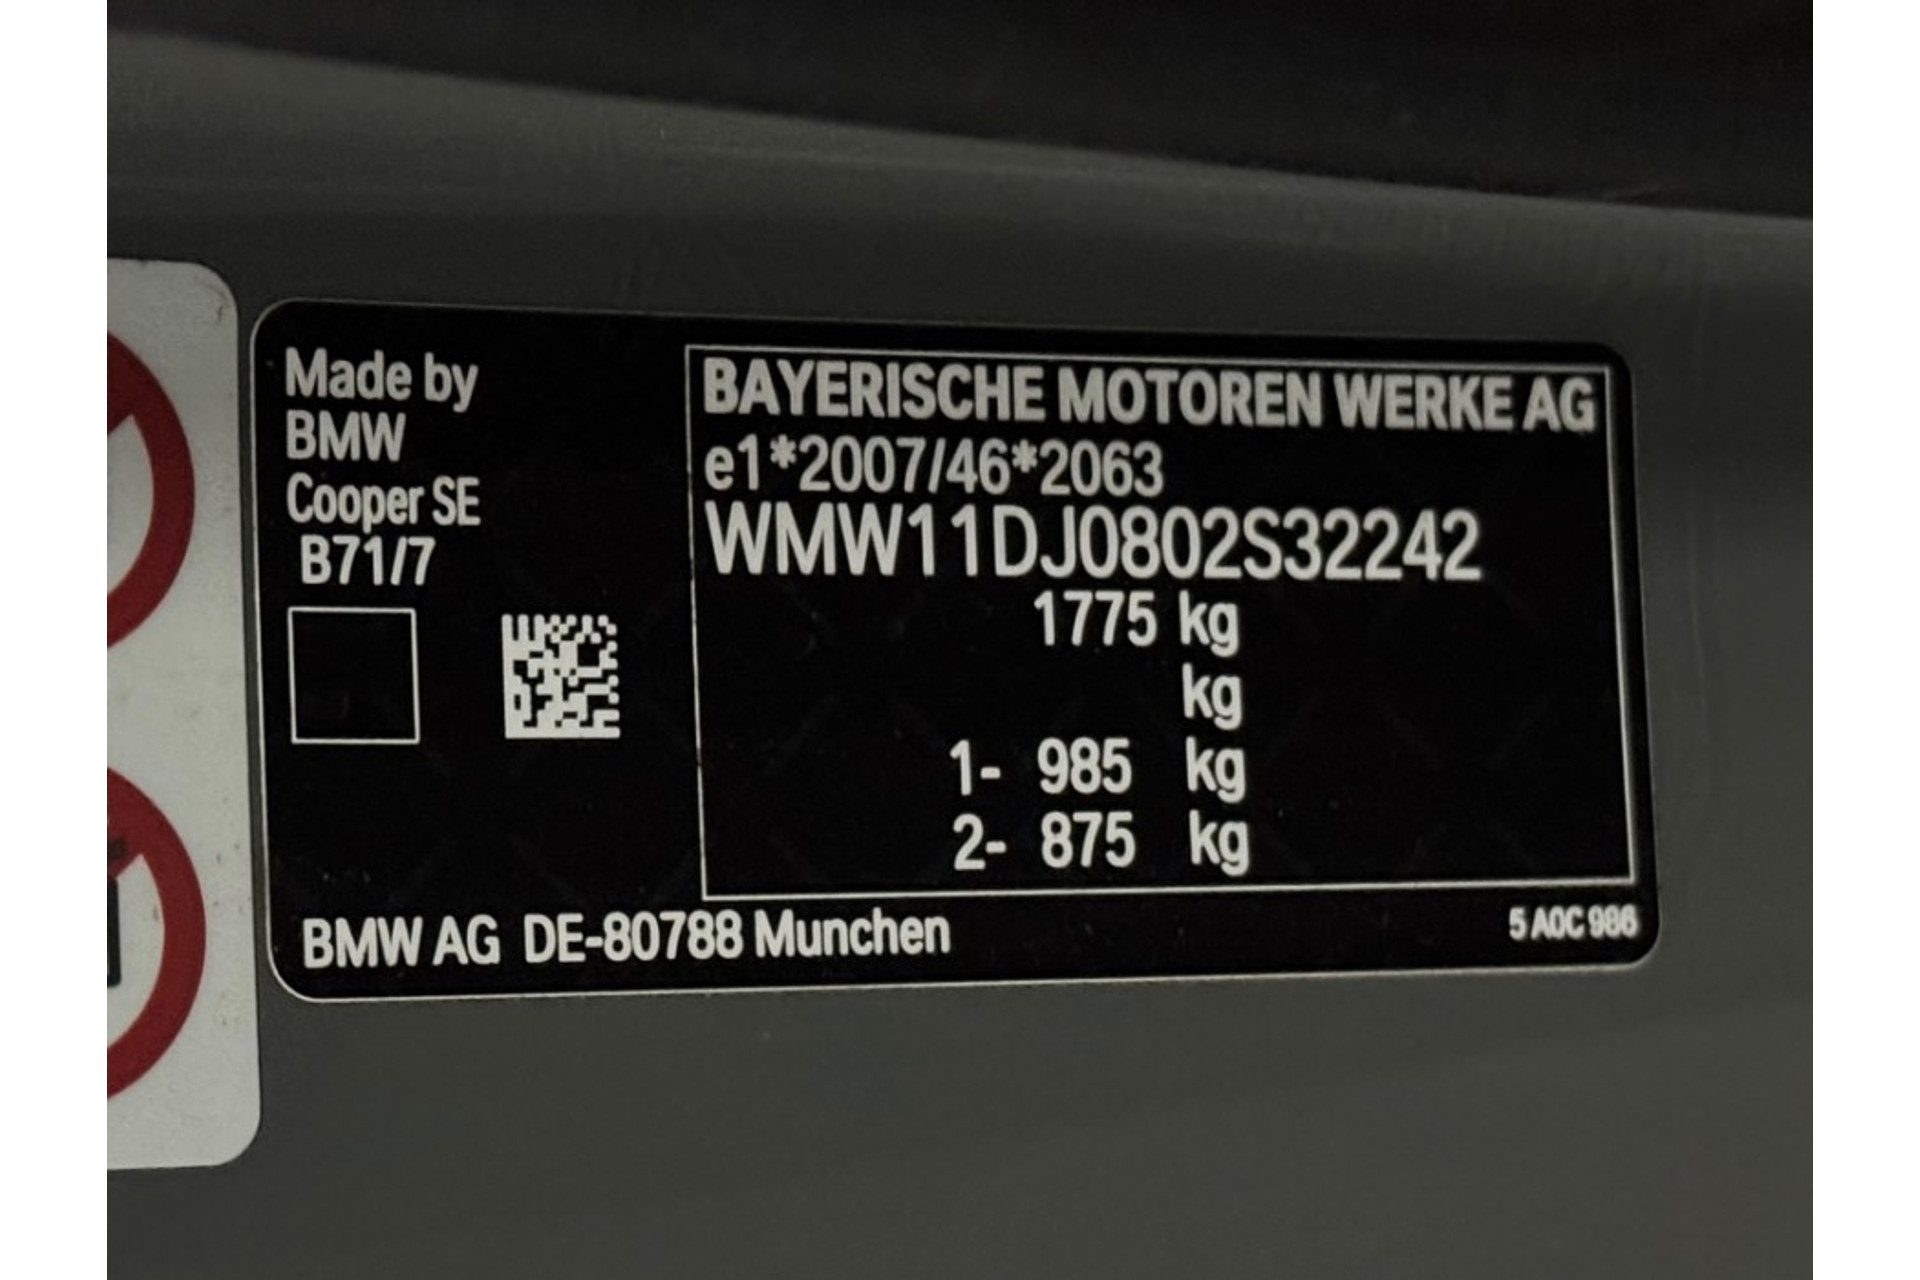 Made by
BMW
Cooper SE
B71/7
BAYERISCHE MOTOREN WERKE AG
e1*2007/46*2063
WMW11DJ0802S32242
1775 kg
kg
1- 985 kg
2- 875 kg
BMW AG DE-80788 Munchen
5 A0C 986